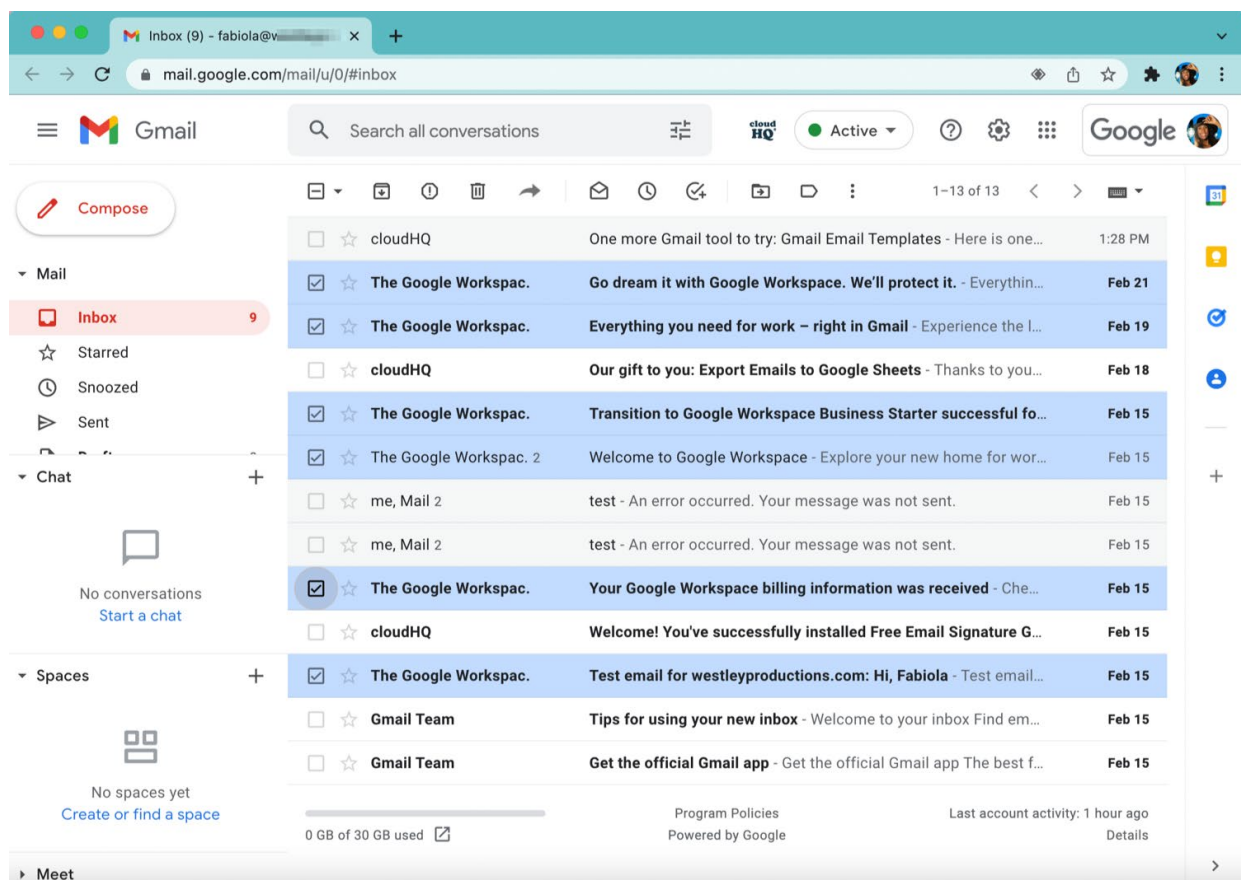 Inbox (9) - fabiola@w
mail.google.com/mail/u/0/#inbox
Gmail
Search all conversations
cloud
HQ
Active
Google
Compose
1–13 of 13
31
cloudHQ One more Gmail tool to try: Gmail Email Templates - Here is one... 1:28 PM
Mail
The Google Workspac. Go dream it with Google Workspace. We'll protect it. - Everythin... Feb 21
Inbox 9
The Google Workspac. Everything you need for work – right in Gmail - Experience the l... Feb 19
Starred
cloudHQ Our gift to you: Export Emails to Google Sheets - Thanks to you... Feb 18
Snoozed
Sent
The Google Workspac. Transition to Google Workspace Business Starter successful fo... Feb 15
The Google Workspac. 2 Welcome to Google Workspace - Explore your new home for wor... Feb 15
Chat
me, Mail 2 test - An error occurred. Your message was not sent. Feb 15
me, Mail 2 test - An error occurred. Your message was not sent. Feb 15
No conversations
Start a chat
The Google Workspac. Your Google Workspace billing information was received - Che... Feb 15
cloudHQ Welcome! You've successfully installed Free Email Signature G... Feb 15
Spaces
The Google Workspac. Test email for westleyproductions.com: Hi, Fabiola - Test email... Feb 15
Gmail Team Tips for using your new inbox - Welcome to your inbox Find em... Feb 15
Gmail Team Get the official Gmail app - Get the official Gmail app The best f... Feb 15
No spaces yet
Create or find a space
0 GB of 30 GB used
Program Policies
Powered by Google
Last account activity: 1 hour ago
Details
Meet